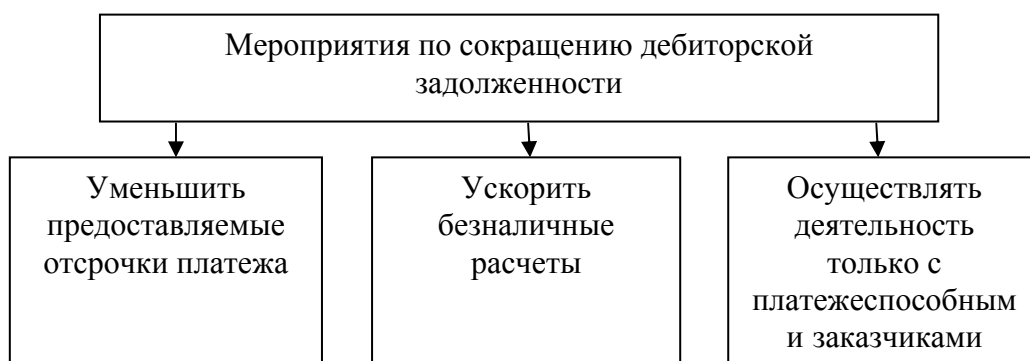 Мероприятия по сокращению дебиторской
задолженности
Уменьшить
предоставляемые
отсрочки платежа
Ускорить
безналичные
расчеты
Осуществлять
деятельность
только с
платежеспособным
и заказчиками